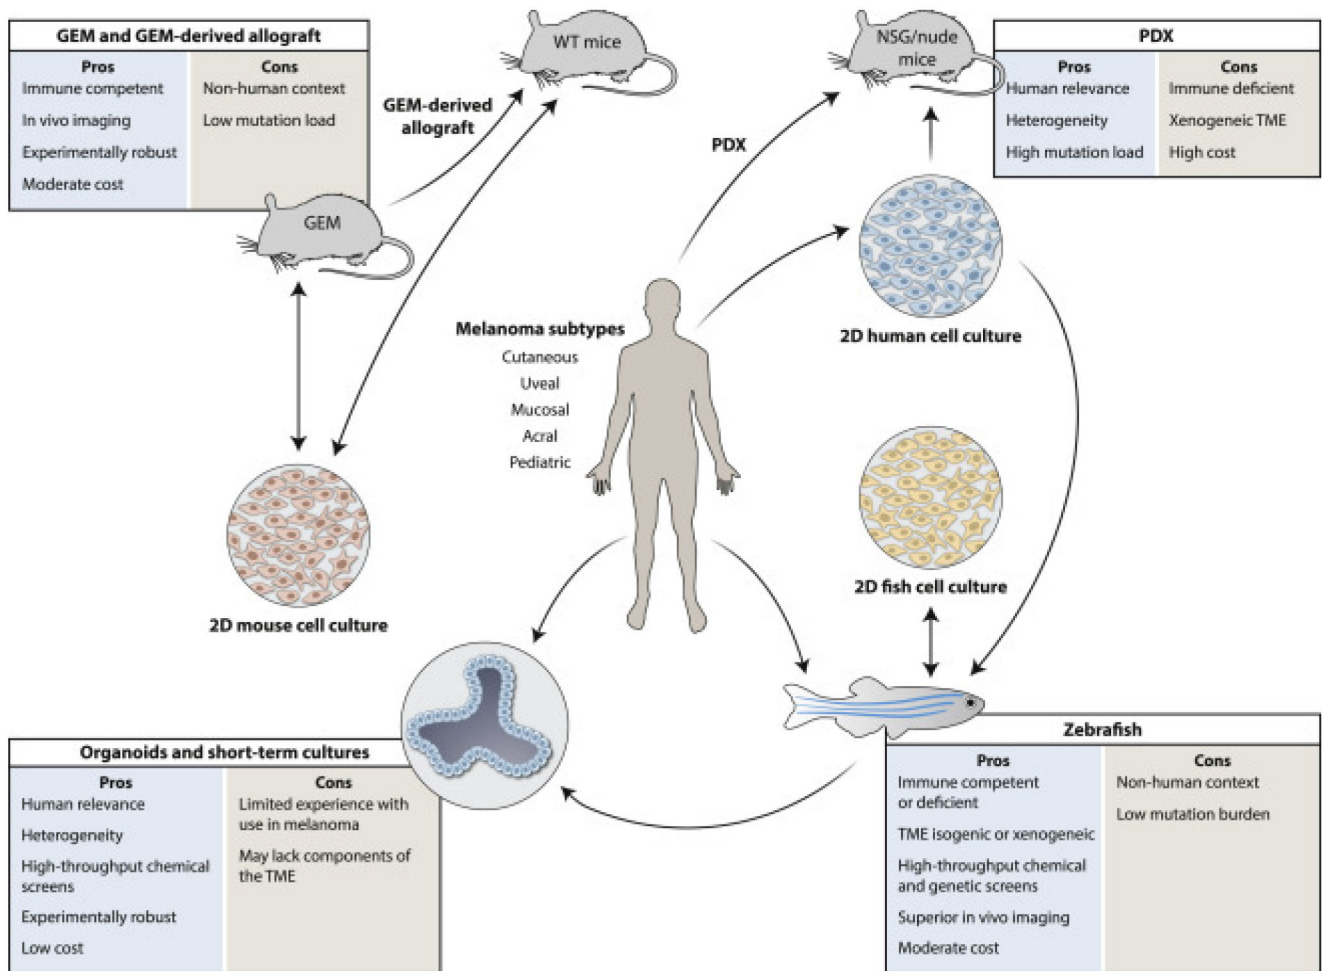 GEM and GEM-derived allograft
Pros
Immune competent
In vivo imaging
Experimentally robust
Moderate cost
Cons
Non-human context
Low mutation load
GEM-derived
allograft
WT mice
GEM
PDX
NSG/nude
mice
PDX
Pros
Human relevance
Heterogeneity
High mutation load
Cons
Immune deficient
Xenogeneic TME
High cost
2D human cell culture
Melanoma subtypes
Cutaneous
Uveal
Mucosal
Acral
Pediatric
2D mouse cell culture
2D fish cell culture
Organoids and short-term cultures
Pros
Human relevance
Heterogeneity
High-throughput chemical
screens
Experimentally robust
Low cost
Cons
Limited experience with
use in melanoma
May lack components of
the TME
Zebrafish
Pros
Immune competent
or deficient
TME isogenic or xenogeneic
High-throughput chemical
and genetic screens
Superior in vivo imaging
Moderate cost
Cons
Non-human context
Low mutation burden